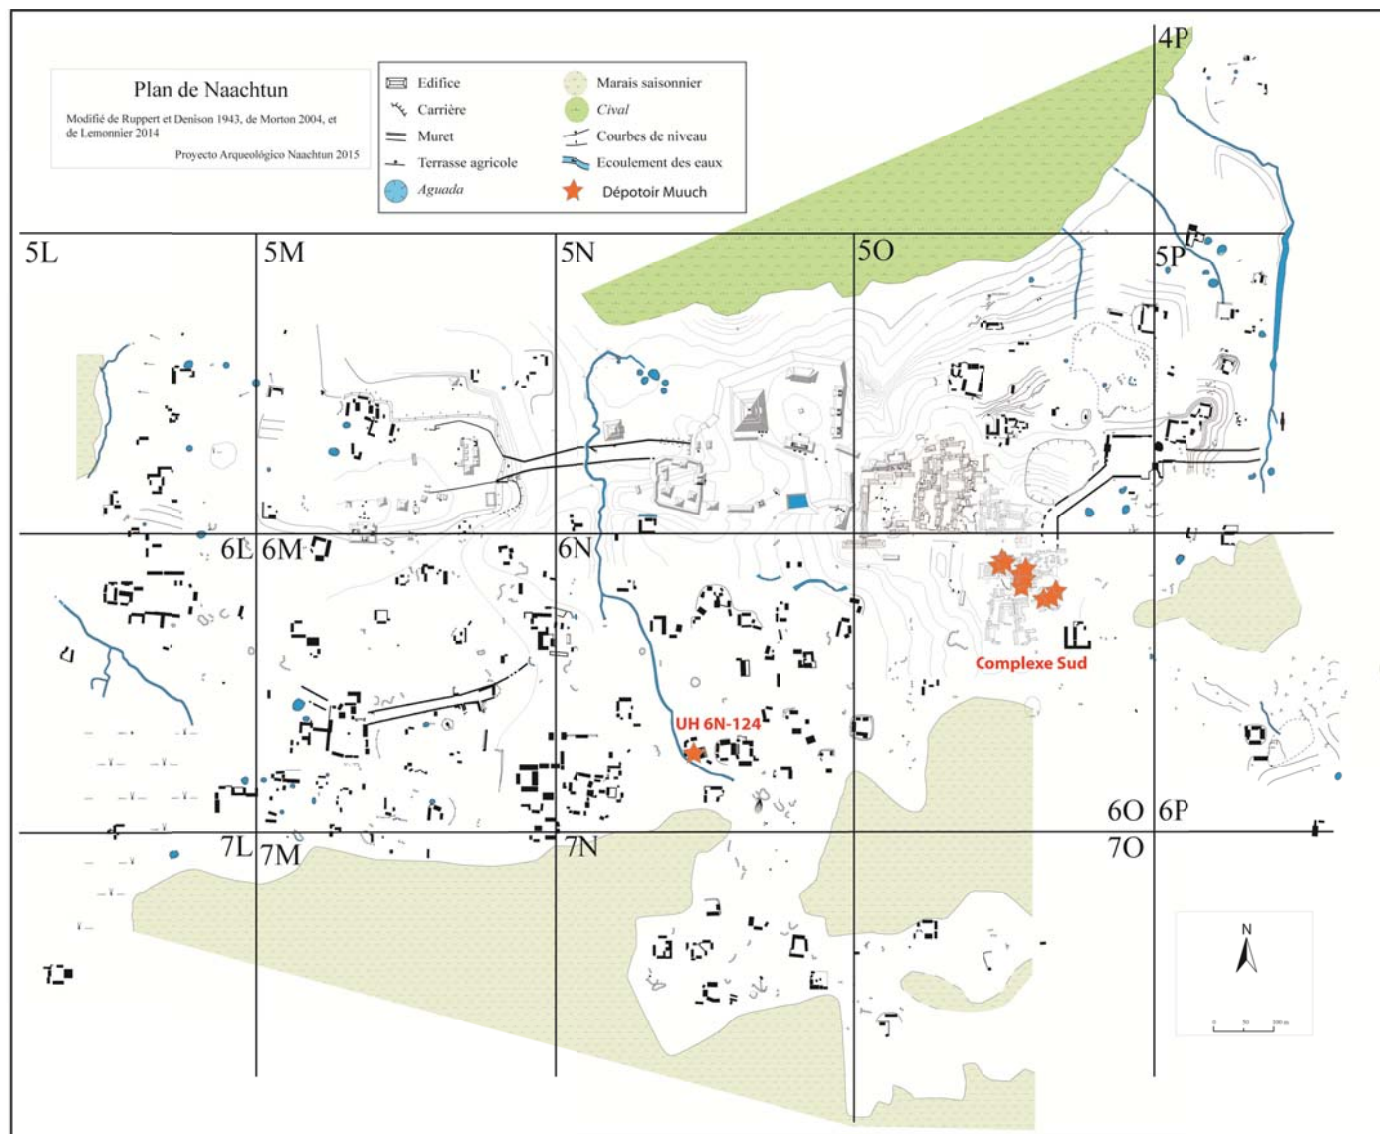 4P
Plan de Naachtun
Modifié de Ruppert et Denison 1943, de Morton 2004, et
de Lemonnier 2014
Proyecto Arqueológico Naachtun 2015
Edifice
Carrière
Muret
Terrasse agricole
Aguada
Marais saisonnier
Cival
Courbes de niveau
Ecoulement des eaux
Dépotoir Muuch
5L
5M
5N
5O
5P
6L
6M
6N
Complexe Sud
UH 6N-124
6O
6P
7L
7M
7N
7O
N
0
50
100 m